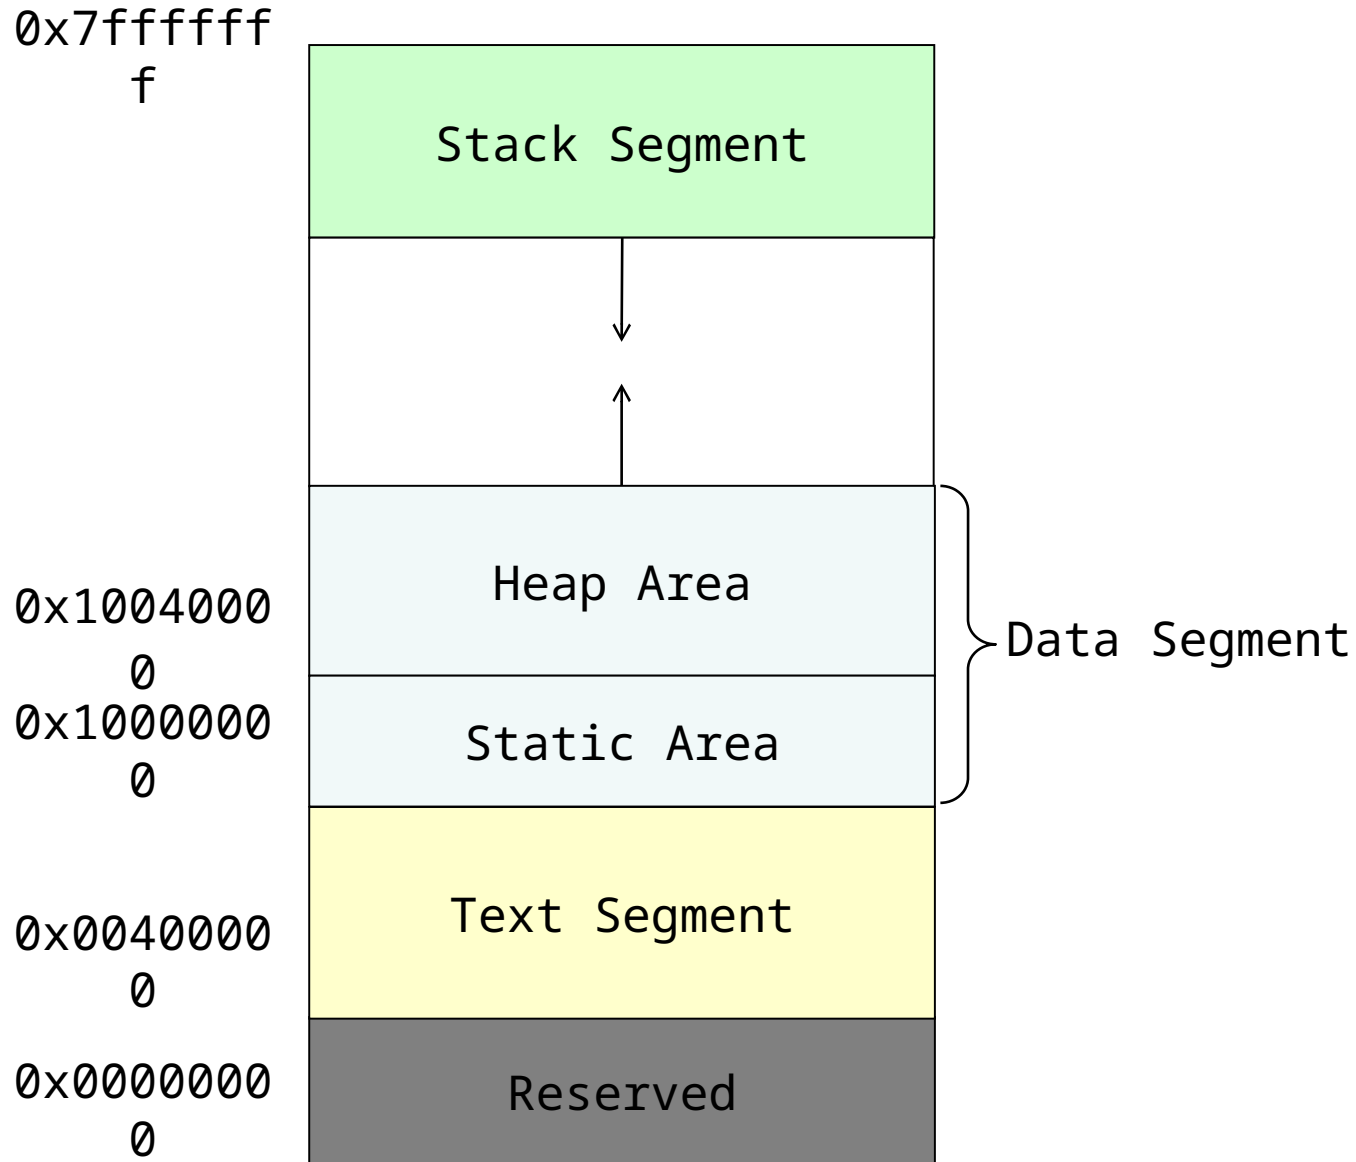 0x7ffffff
f
Stack Segment
Heap Area
0x1004000
0
Data Segment
0x1000000
0
Static Area
Text Segment
0x0040000
0
0x0000000
0
Reserved